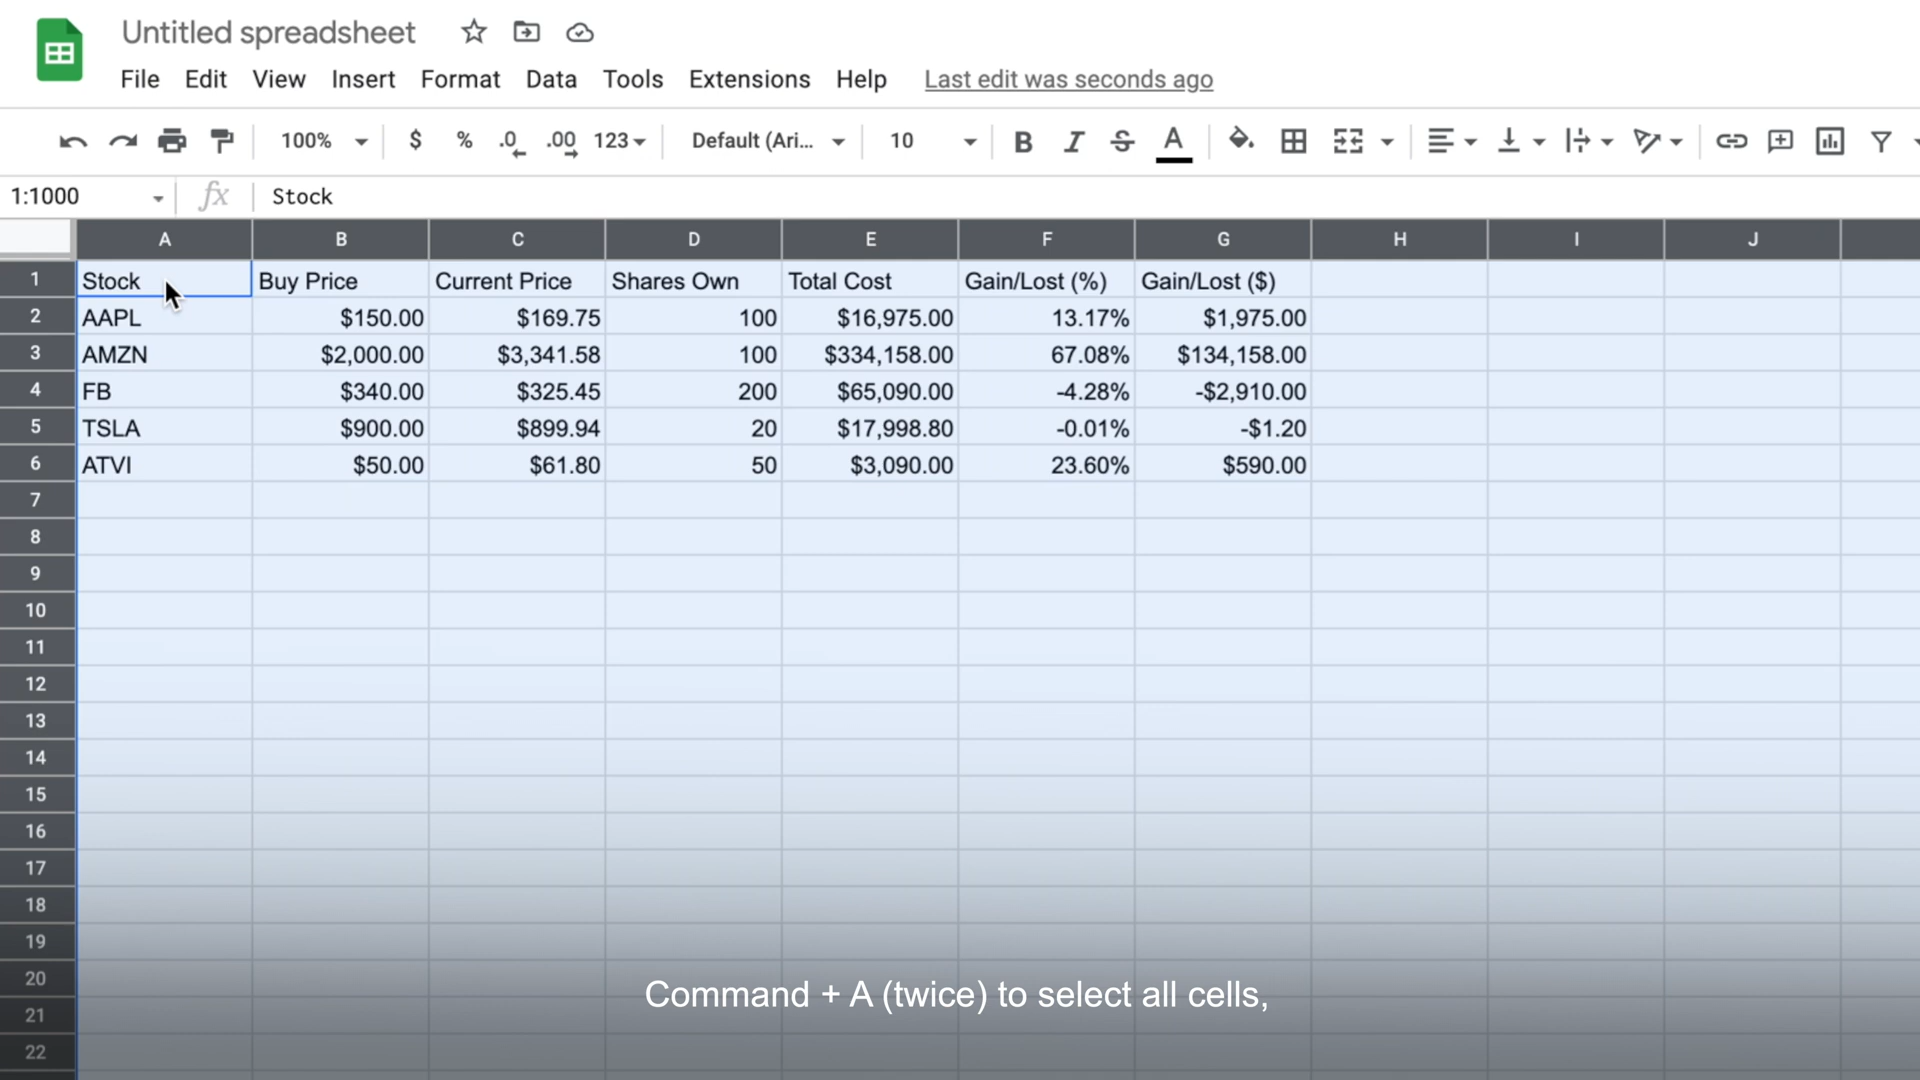 Untitled spreadsheet
File Edit View Insert Format Data Tools Extensions Help Last edit was seconds ago
100% $ % .0 .00 123 Default (Ari... 10 B I S A
1:1000 fx Stock
A B C D E F G H I J
1 Stock Buy Price Current Price Shares Own Total Cost Gain/Lost (%) Gain/Lost ($)
2 AAPL $150.00 $169.75 100 $16,975.00 13.17% $1,975.00
3 AMZN $2,000.00 $3,341.58 100 $334,158.00 67.08% $134,158.00
4 FB $340.00 $325.45 200 $65,090.00 -4.28% -$2,910.00
5 TSLA $900.00 $899.94 20 $17,998.80 -0.01% -$1.20
6 ATVI $50.00 $61.80 50 $3,090.00 23.60% $590.00
7
8
9
10
11
12
13
14
15
16
17
18
19
20
Command + A (twice) to select all cells,
21
22